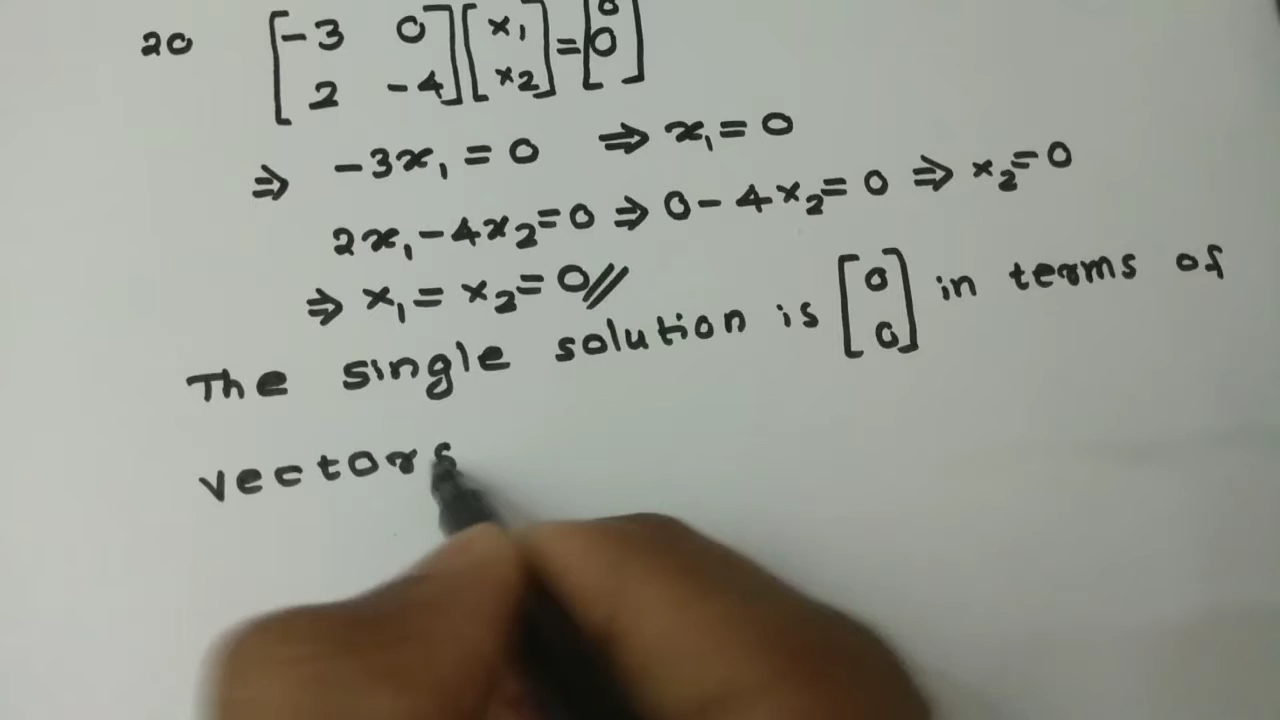 20 [-3 0 2 -4] [x₁ x₂] = [0 0]
⇒ -3x₁ = 0 ⇒ x₁ = 0
2x₁ - 4x₂ = 0 ⇒ 0 - 4x₂ = 0 ⇒ x₂ = 0
⇒ x₁ = x₂ = 0//
The single solution is [0 0] in terms of
vectors